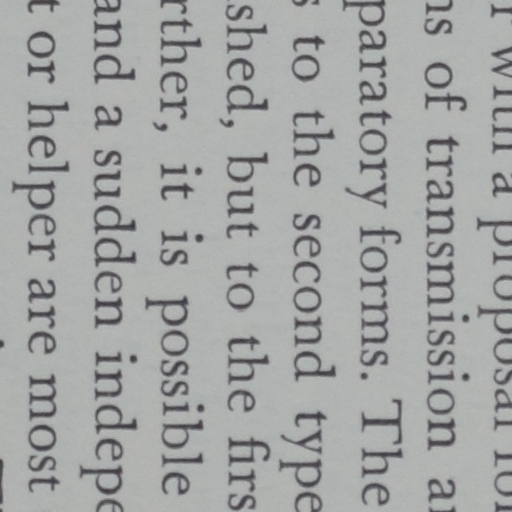 r with a proposal for
ns of transmission ar
paratory forms. The
s to the second type
shed, but to the firs
rther, it is possible
and a sudden indepe
t or helper are most